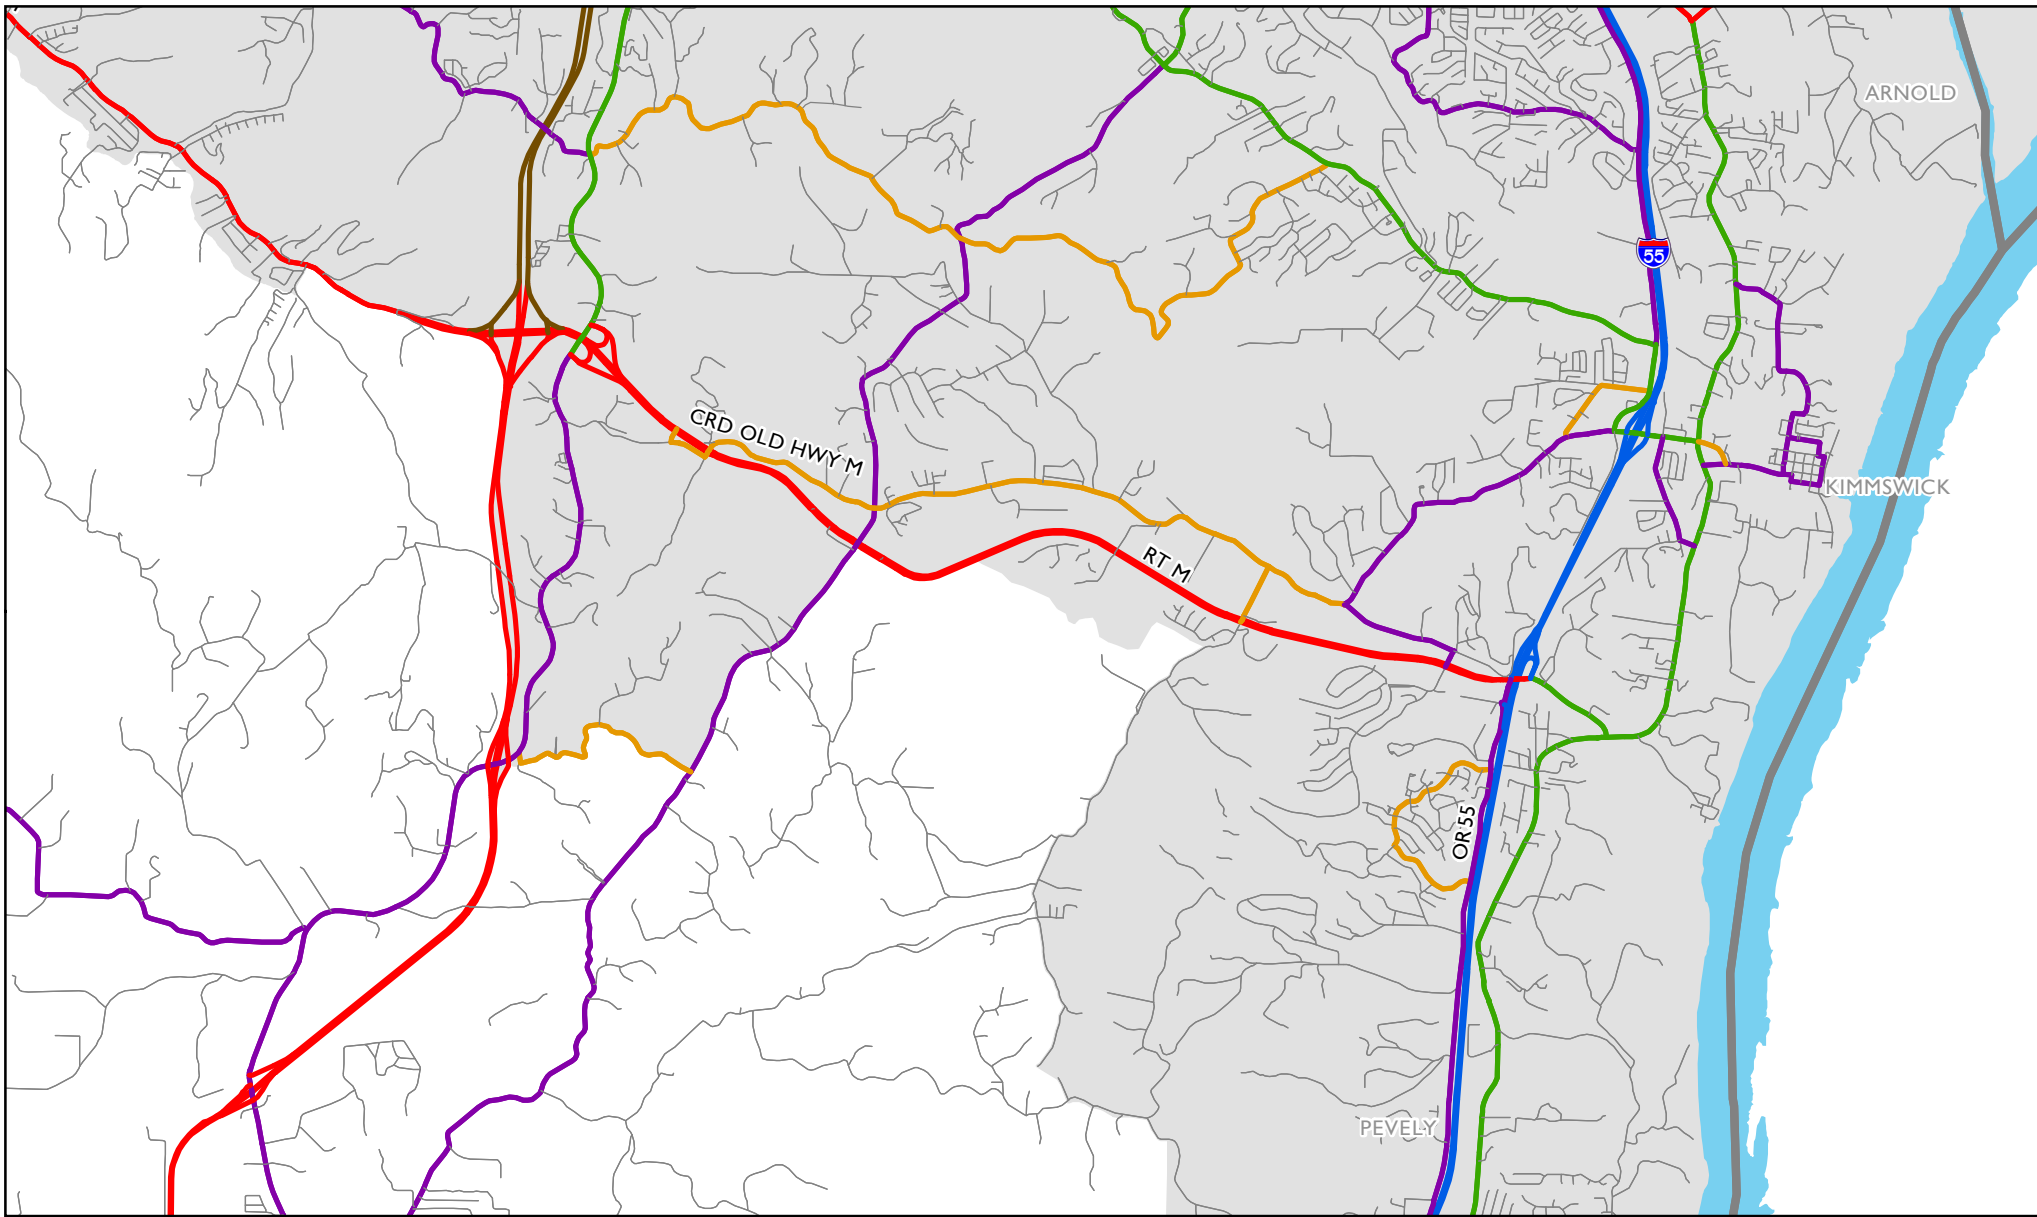 ARNOLD
55
CRD OLD HWY M
KIMMSWICK
RT M
OR 55
PEVELY